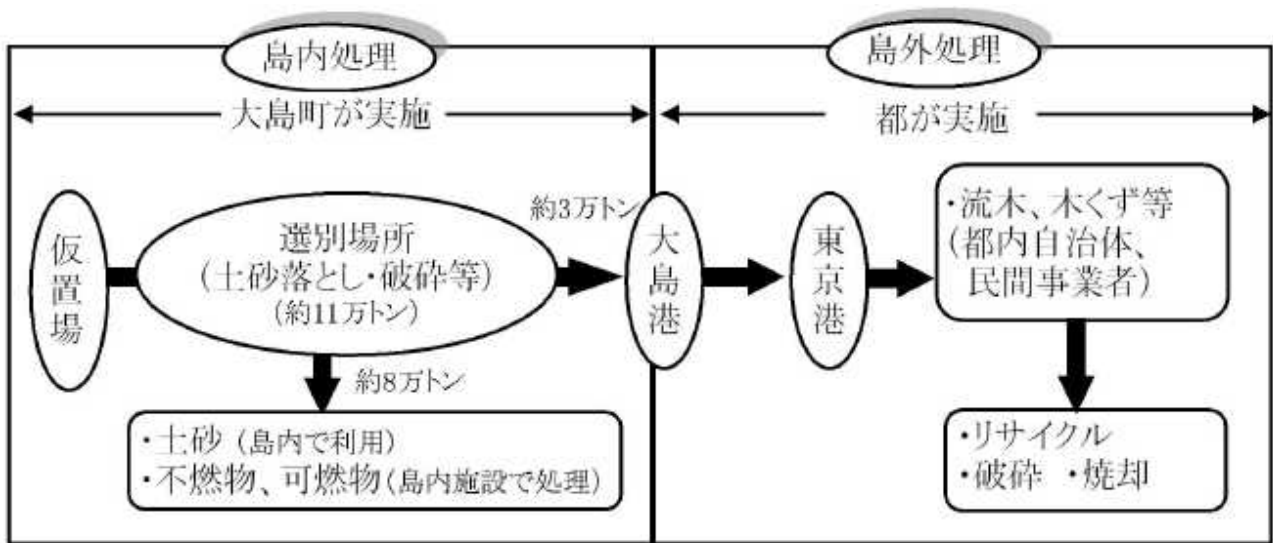 島内処理
大島町が実施
仮置場
選別場所
(土砂落とし・破砕等)
(約11万トン)
約3万トン
約8万トン
・土砂 (島内で利用)
・不燃物、可燃物(島内施設で処理)
大島港
島外処理
都が実施
東京港
・流木、木くず等
(都内自治体、
民間事業者)
・リサイクル
・破砕 ・焼却